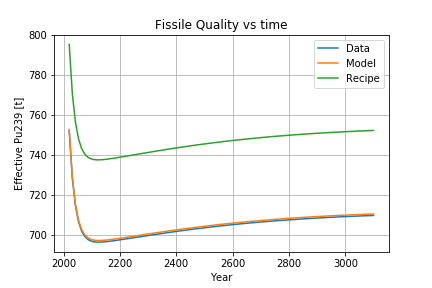 Fissile Quality vs time
Data
Model
Recipe
Effective Pu239 [t]
800
780
760
740
720
700
2000
2200
2400
2600
2800
3000
Year